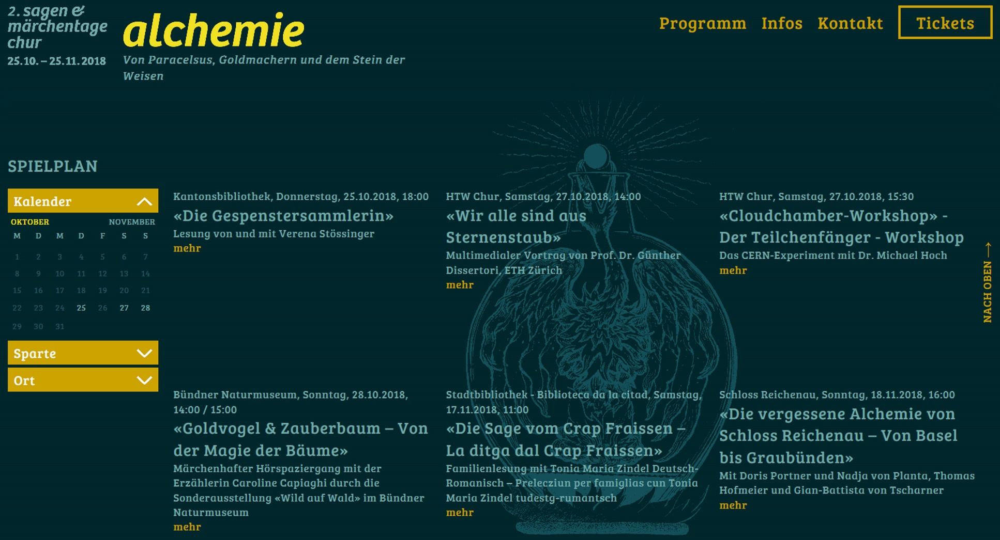 2. sagen &
märchentage
chur
25.10. – 25.11.2018
alchemie
Von Paracelsus, Goldmachern und dem Stein der
Weisen
Programm Infos Kontakt Tickets
SPIELPLAN
Kalender
OKTOBER NOVEMBER
M D M D F S S
1 2 3 4 5 6 7
8 9 10 11 12 13 14
15 16 17 18 19 20 21
22 23 24 25 26 27 28
29 30 31
Sparte
Ort
Kantonsbibliothek, Donnerstag, 25.10.2018, 18:00
«Die Gespenstersammlerin»
Lesung von und mit Verena Stössinger
mehr
HTW Chur, Samstag, 27.10.2018, 14:00
«Wir alle sind aus
Sternenstaub»
Multimedialer Vortrag von Prof. Dr. Günther
Dissertori, ETH Zürich
mehr
HTW Chur, Samstag, 27.10.2018, 15:30
«Cloudchamber-Workshop» -
Der Teilchenfänger - Workshop
Das CERN-Experiment mit Dr. Michael Hoch
mehr
NACH OBEN →
Bündner Naturmuseum, Sonntag, 28.10.2018,
14:00 / 15:00
«Goldvogel & Zauberbaum – Von
der Magie der Bäume»
Märchenhafter Hörspaziergang mit der
Erzählerin Caroline Capiaghi durch die
Sonderausstellung «Wild auf Wald» im Bündner
Naturmuseum
mehr
Stadtbibliothek - Biblioteca da la citad, Samstag,
17.11.2018, 11:00
«Die Sage vom Crap Fraissen –
La ditga dal Crap Fraissen»
Familienlesung mit Tonia Maria Zindel Deutsch-
Romanisch – Prelecziun per famiglias cun Tonia
Maria Zindel tudestg-rumantsch
mehr
Schloss Reichenau, Sonntag, 18.11.2018, 16:00
«Die vergessene Alchemie von
Schloss Reichenau – Von Basel
bis Graubünden»
Mit Doris Portner und Nadja von Planta, Thomas
Hofmeier und Gian-Battista von Tscharner
mehr